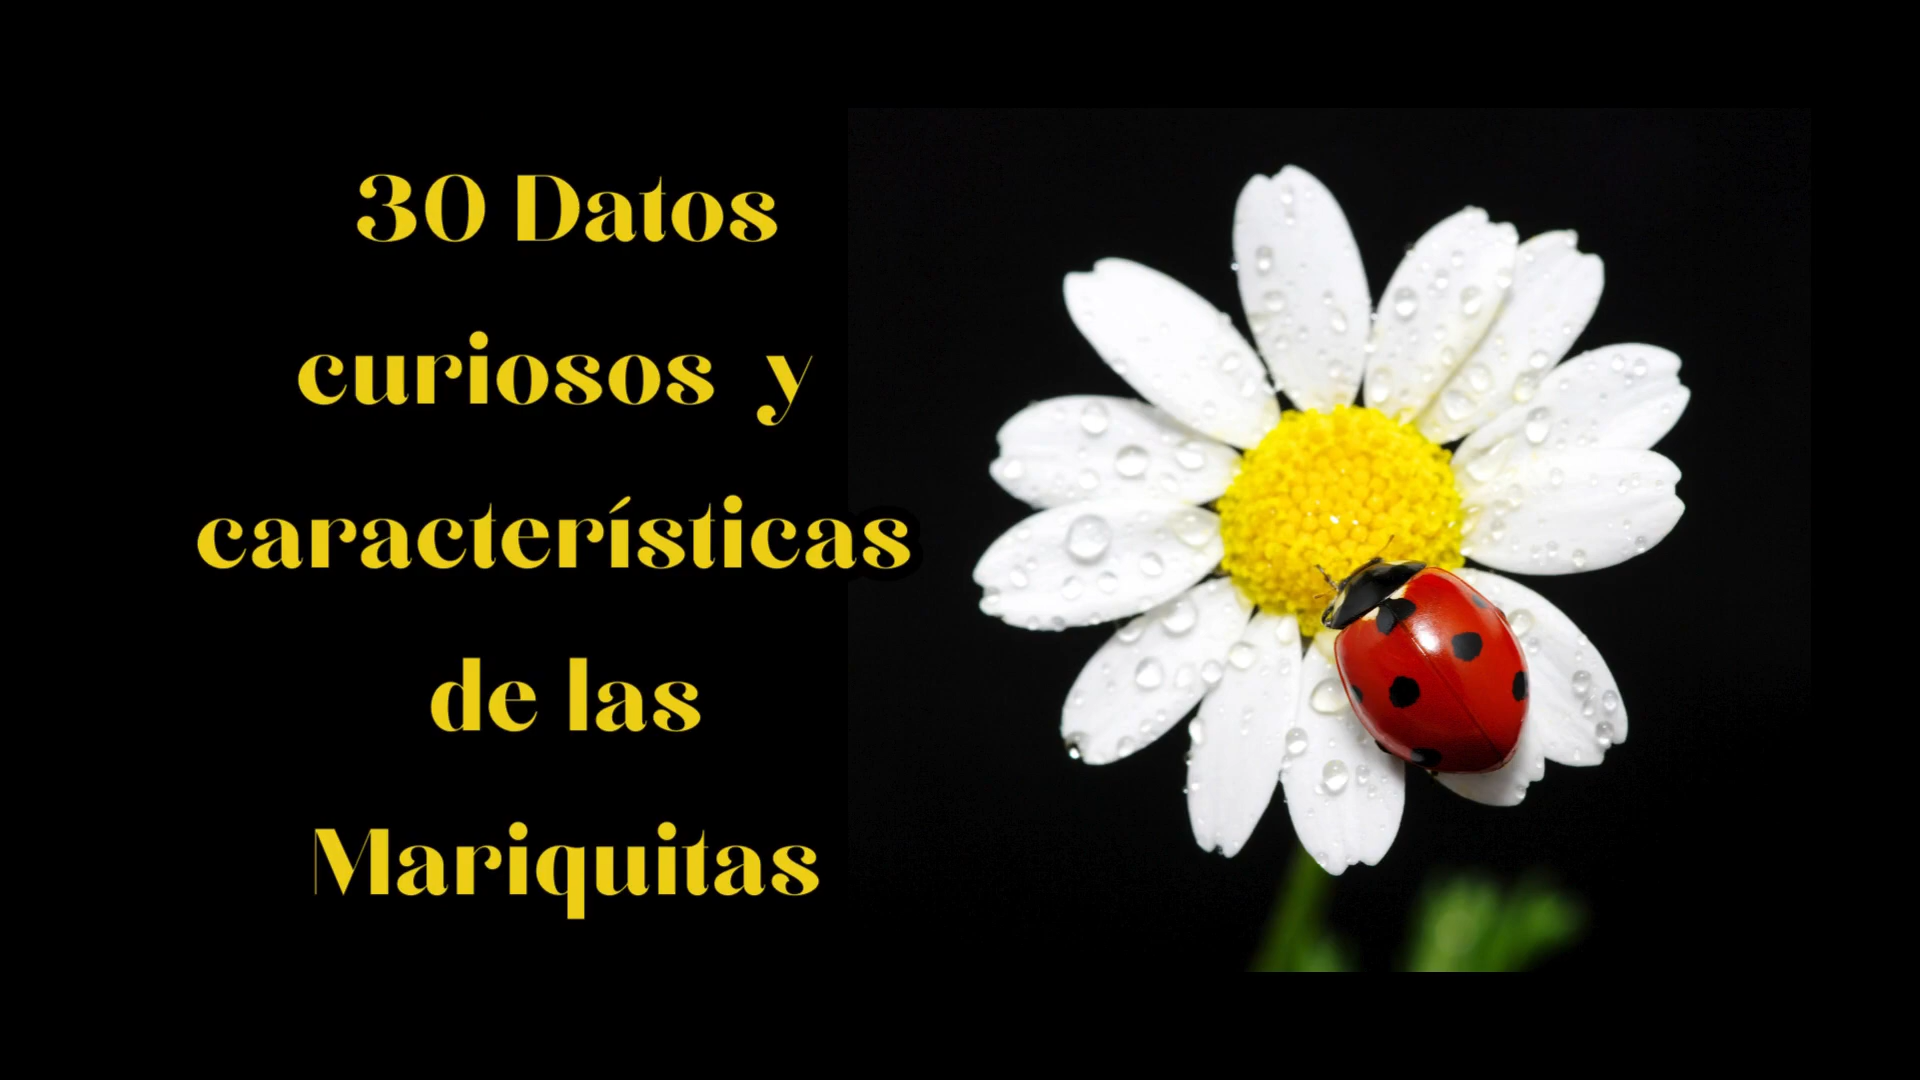 30 Datos
curiosos y
características
de las
Mariquitas